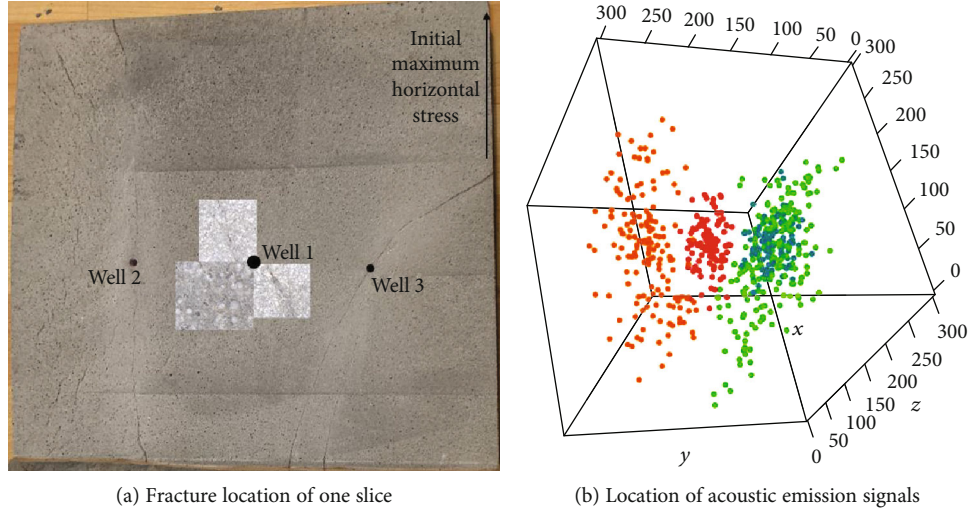 Initial
maximum
horizontal
stress
Well 1
Well 2
Well 3
(a) Fracture location of one slice
300
250
200
150
100
50
0
300
250
200
150
100
50
0
300
250
200
150
100
50
0
x
y
z
(b) Location of acoustic emission signals